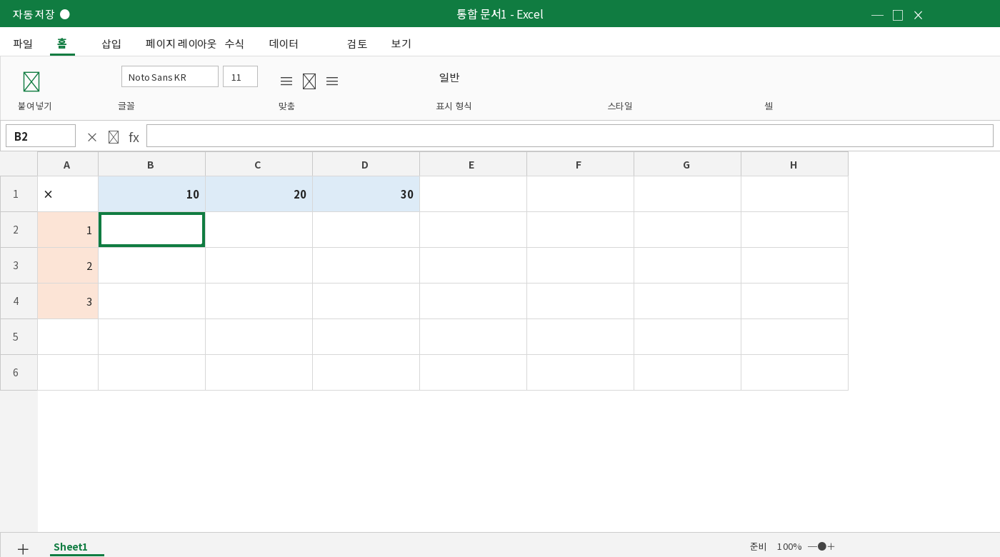 자동 저장 통합 문서1 - Excel
파일 홈 삽입 페이지 레이아웃 수식 데이터 검토 보기
Noto Sans KR 11 일반
붙여넣기 글꼴 맞춤 표시 형식 스타일 셀
B2 × fx
A B C D E F G H
1 × 10 20 30
2 1
3 2
4 3
5
6
+ Sheet1 준비 100% —●+